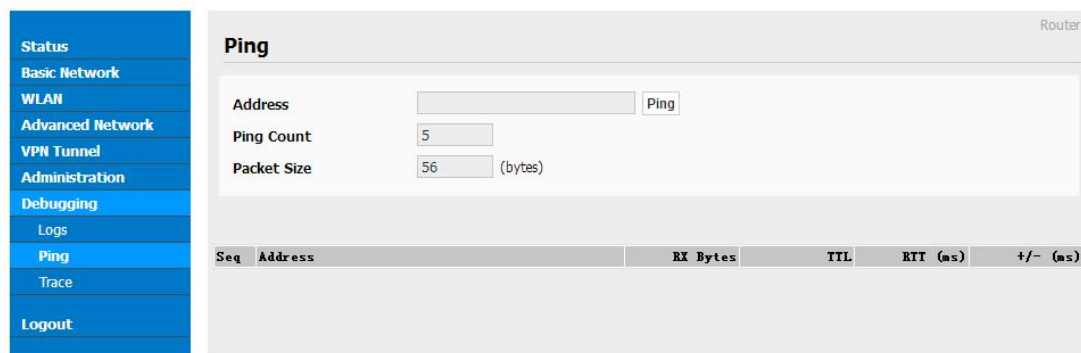 Status
Basic Network
WLAN
Advanced Network
VPN Tunnel
Administration
Debugging
Logs
Ping
Trace
Logout
Router
Ping
Address Ping
Ping Count 5
Packet Size 56 (bytes)
Seq Address RX Bytes TTL RTT (ms) +/- (ms)